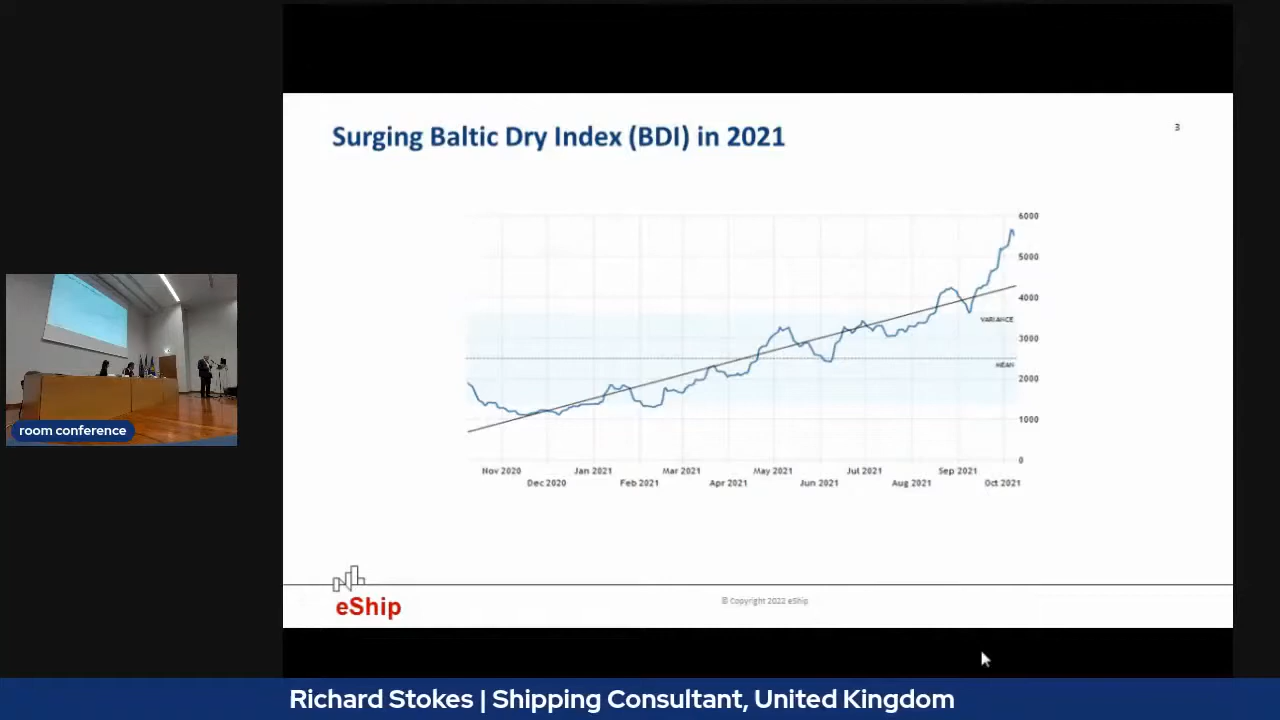 Surging Baltic Dry Index (BDI) in 2021
3
6000
5000
4000
VARIANCE
3000
MEAN
2000
1000
0
Nov 2020
Dec 2020
Jan 2021
Feb 2021
Mar 2021
Apr 2021
May 2021
Jun 2021
Jul 2021
Aug 2021
Sep 2021
Oct 2021
room conference
eShip
© Copyright 2022 eShip
Richard Stokes | Shipping Consultant, United Kingdom